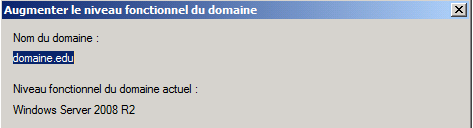 Augmenter le niveau fonctionnel du domaine
Nom du domaine :
domaine.edu
Niveau fonctionnel du domaine actuel :
Windows Server 2008 R2